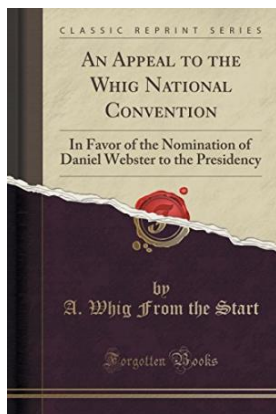 CLASSIC REPRINT SERIES
AN APPEAL TO THE
WHIG NATIONAL
CONVENTION
In Favor of the Nomination of
Daniel Webster to the Presidency
by
A. Whig From the Start
Forgotten Books